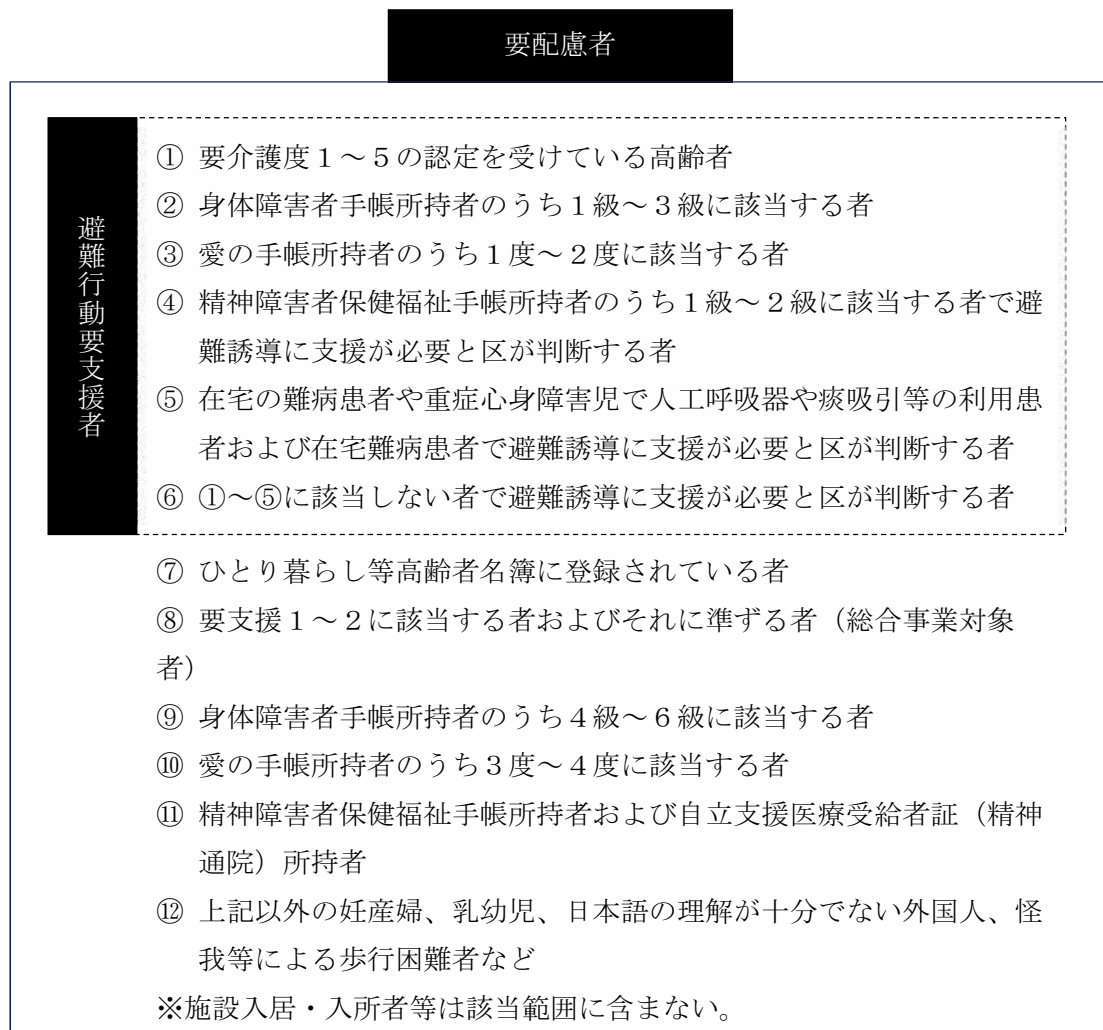 要配慮者
避難行動要支援者
① 要介護度１～５の認定を受けている高齢者
② 身体障害者手帳所持者のうち１級～３級に該当する者
③ 愛の手帳所持者のうち１度～２度に該当する者
④ 精神障害者保健福祉手帳所持者のうち１級～２級に該当する者で避
難誘導に支援が必要と区が判断する者
⑤ 在宅の難病患者や重症心身障害児で人工呼吸器や痰吸引等の利用患
者および在宅難病患者で避難誘導に支援が必要と区が判断する者
⑥ ①～⑤に該当しない者で避難誘導に支援が必要と区が判断する者
⑦ ひとり暮らし等高齢者名簿に登録されている者
⑧ 要支援１～２に該当する者およびそれに準ずる者（総合事業対象
者）
⑨ 身体障害者手帳所持者のうち４級～６級に該当する者
⑩ 愛の手帳所持者のうち３度～４度に該当する者
⑪ 精神障害者保健福祉手帳所持者および自立支援医療受給者証（精神
通院）所持者
⑫ 上記以外の妊産婦、乳幼児、日本語の理解が十分でない外国人、怪
我等による歩行困難者など
※施設入居・入所者等は該当範囲に含まない。